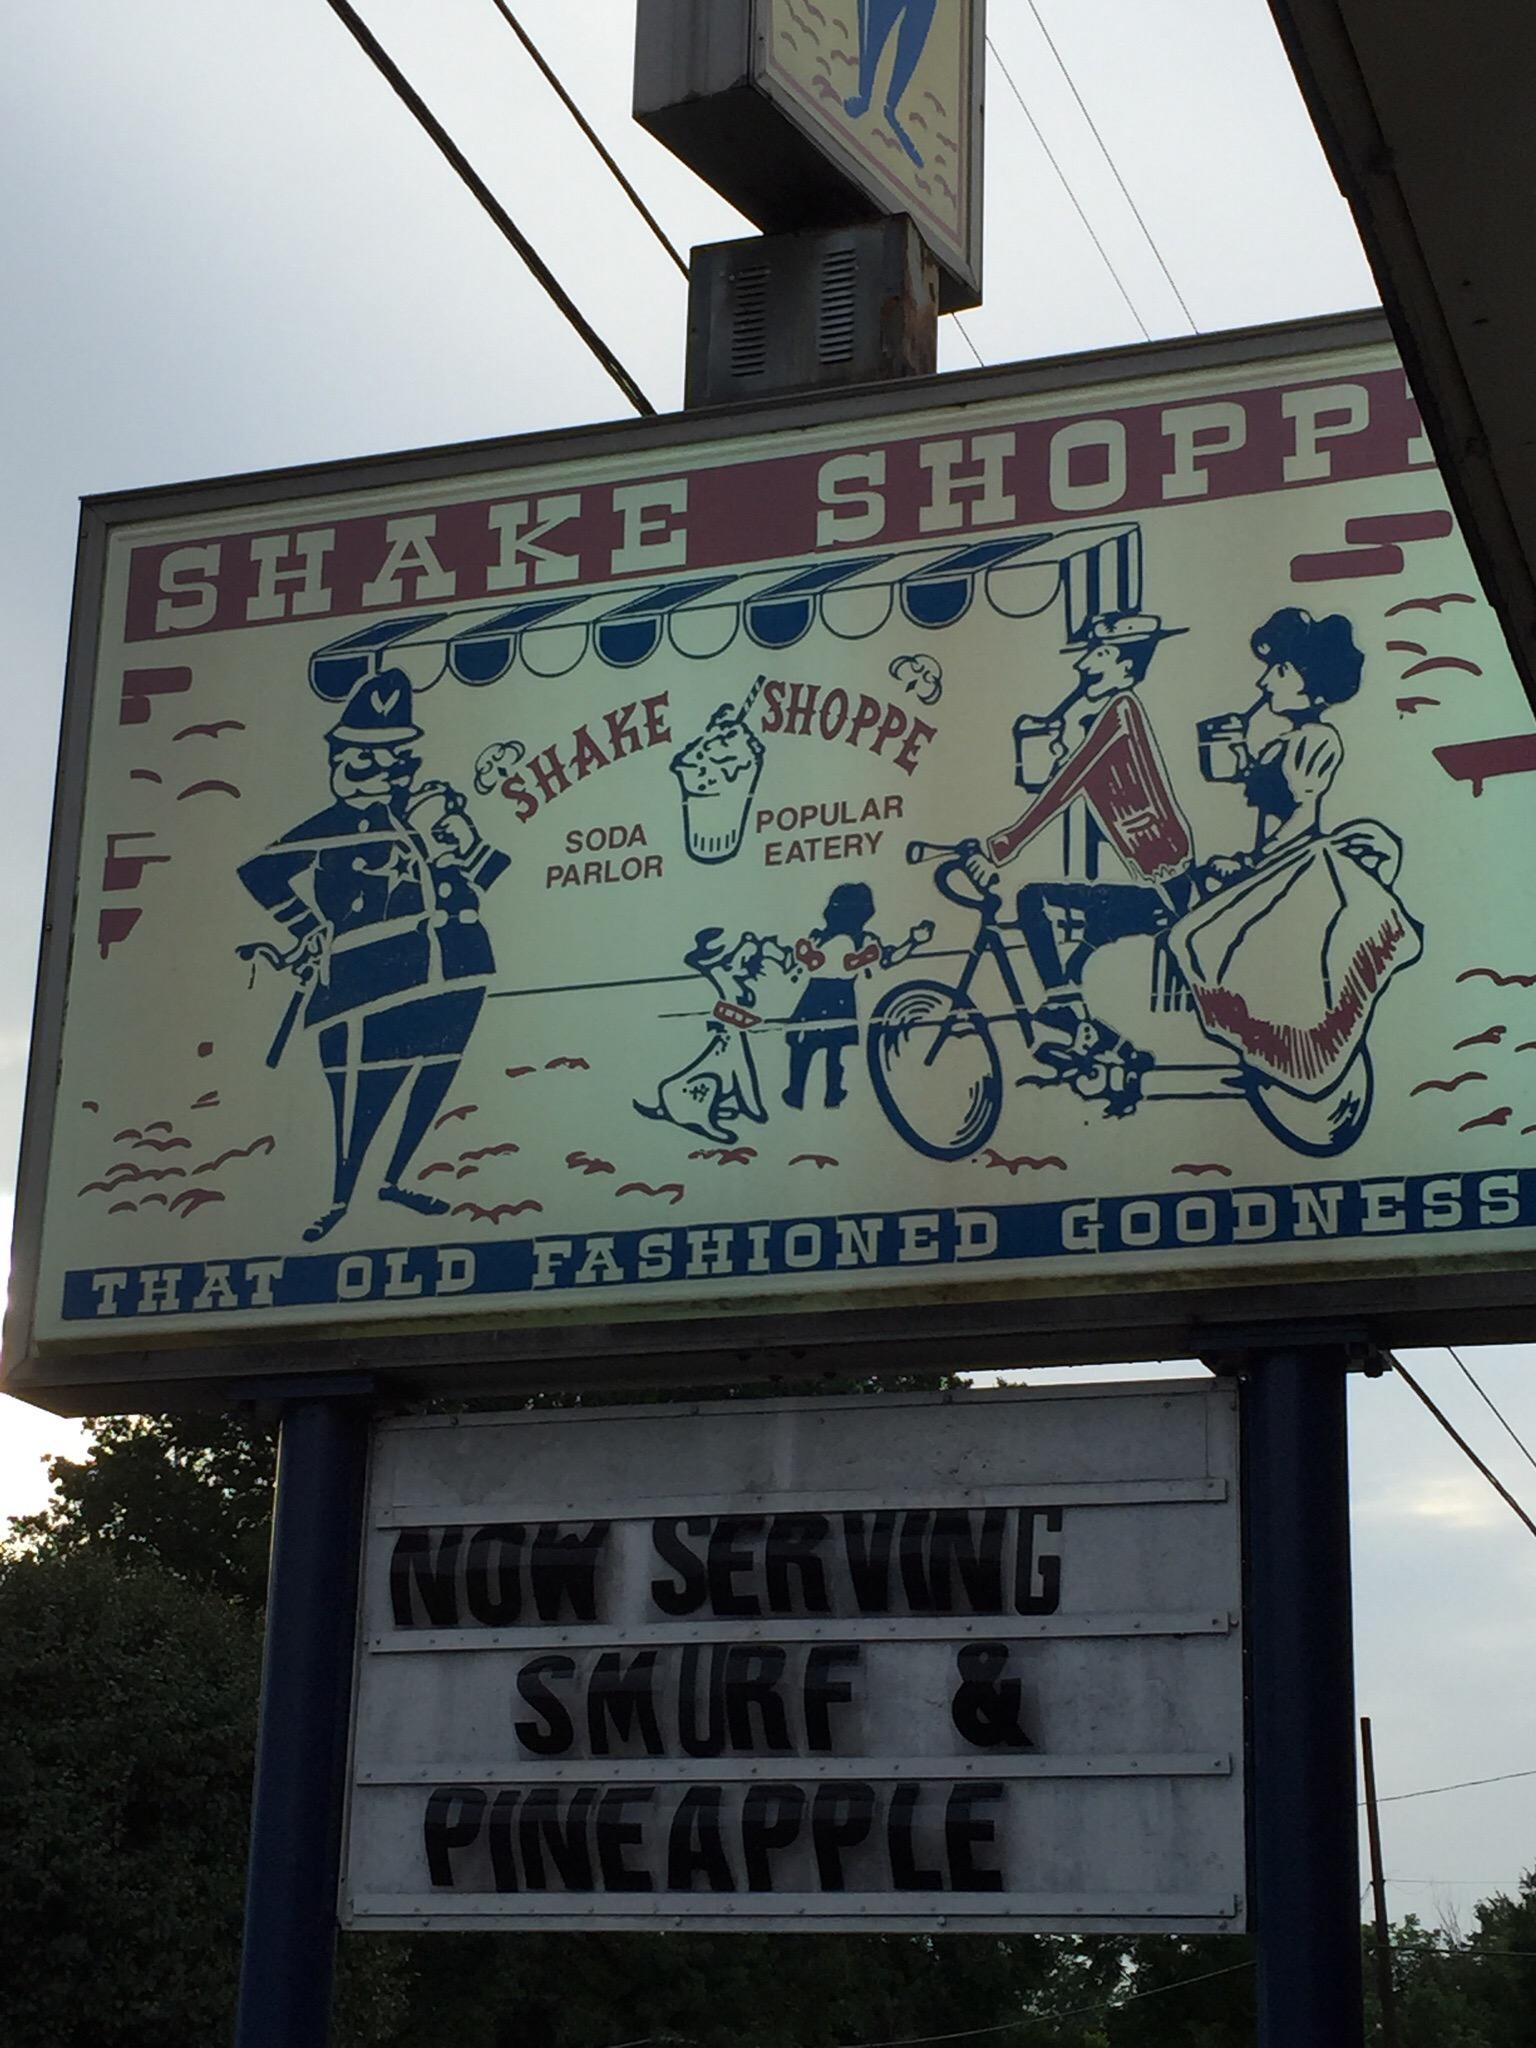 SHAKE SHOPP
SHAKE SHOPPE
SODA PARLOR
POPULAR EATERY
THAT OLD FASHIONED GOODNESS
NOW SERVING
SMURF &
PINEAPPLE